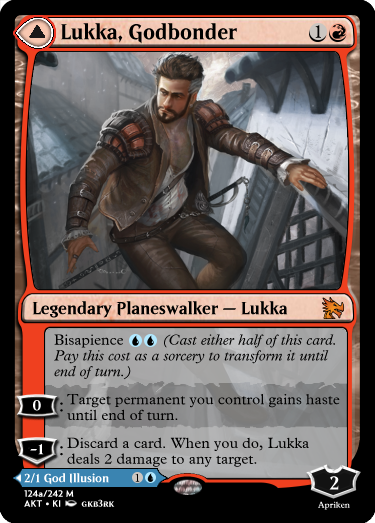 Lukka, Godbonder 1
Legendary Planeswalker — Lukka
Bisapience (Cast either half of this card.
Pay this cost as a sorcery to transform it until
end of turn.)
0: Target permanent you control gains haste
until end of turn.
-1: Discard a card. When you do, Lukka
deals 2 damage to any target.
2/1 God Illusion 1
2
124a/242 M
AKT • KI GKB3RK
Apriken